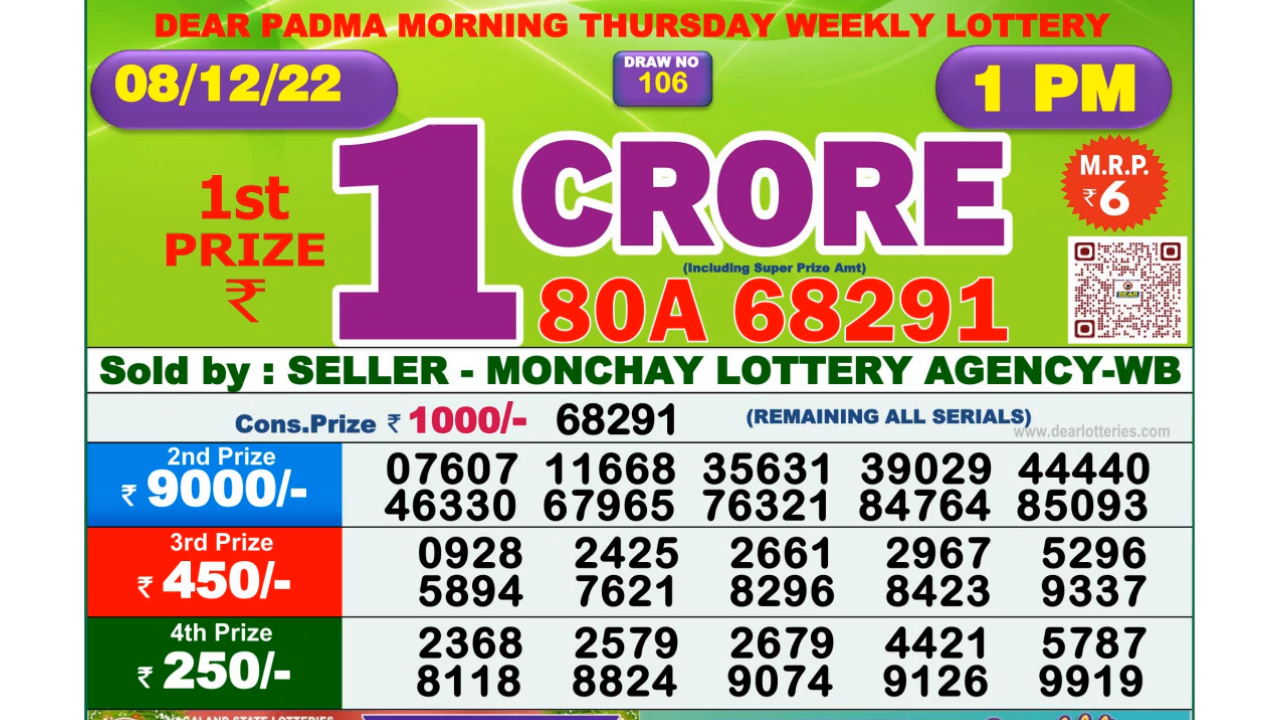 DEAR PADMA MORNING THURSDAY WEEKLY LOTTERY
08/12/22
DRAW NO
106
1 PM
1st
PRIZE
₹
1 CRORE
(Including Super Prize Amt)
80A 68291
M.R.P.
₹6
DEAR
Sold by : SELLER - MONCHAY LOTTERY AGENCY-WB
Cons.Prize ₹ 1000/- 68291 (REMAINING ALL SERIALS)
www.dearlotteries.com
2nd Prize
₹ 9000/-
07607 11668 35631 39029 44440
46330 67965 76321 84764 85093
3rd Prize
₹ 450/-
0928 2425 2661 2967 5296
5894 7621 8296 8423 9337
4th Prize
₹ 250/-
2368 2579 2679 4421 5787
8118 8824 9074 9126 9919
STATE LOTTERIES